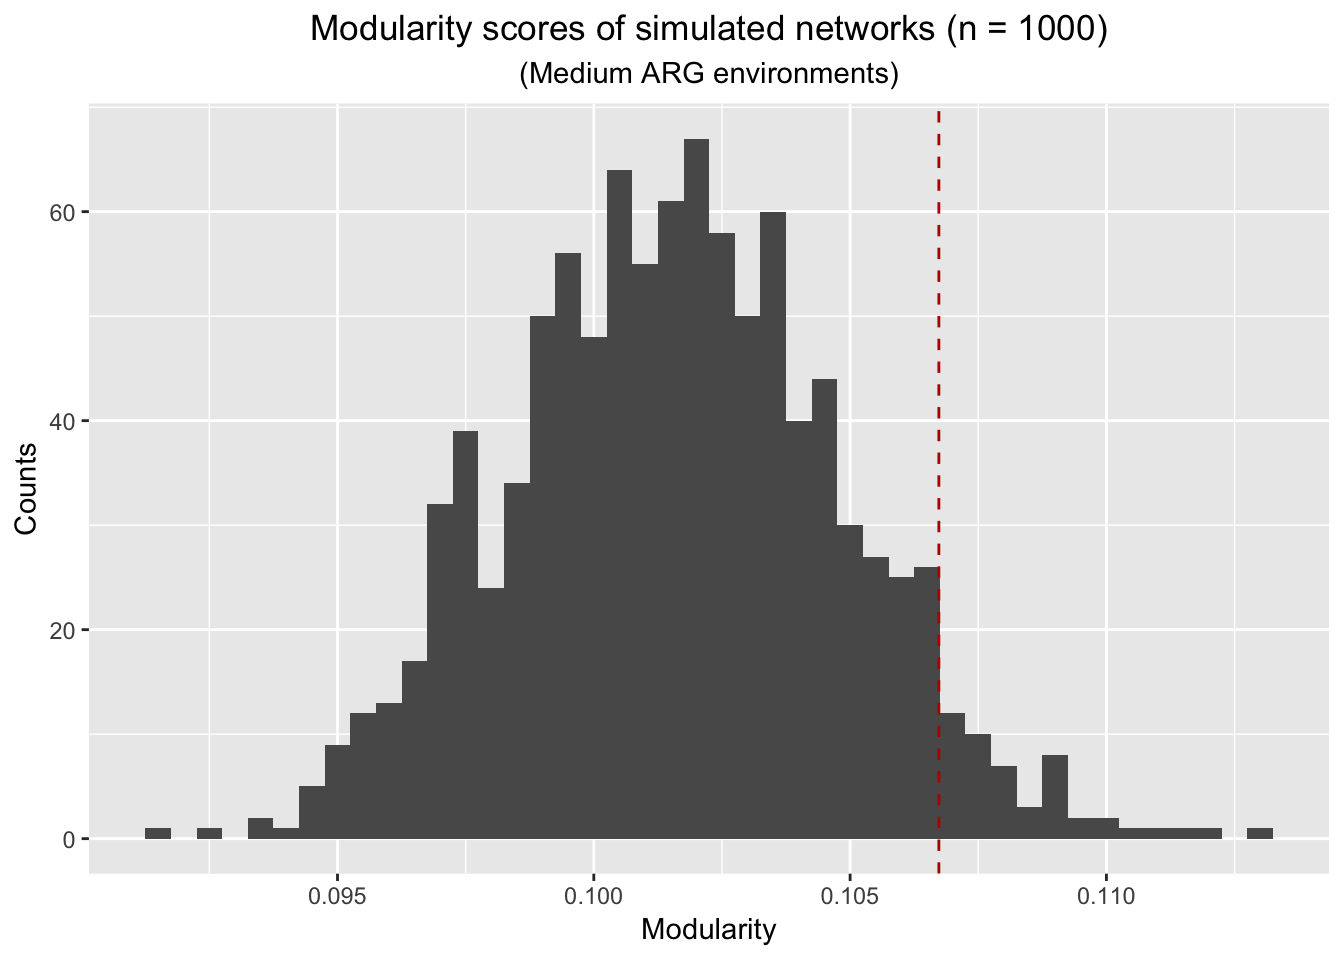 Modularity scores of simulated networks (n = 1000)
(Medium ARG environments)
60
40
20
0
Counts
0.095 0.100 0.105 0.110
Modularity